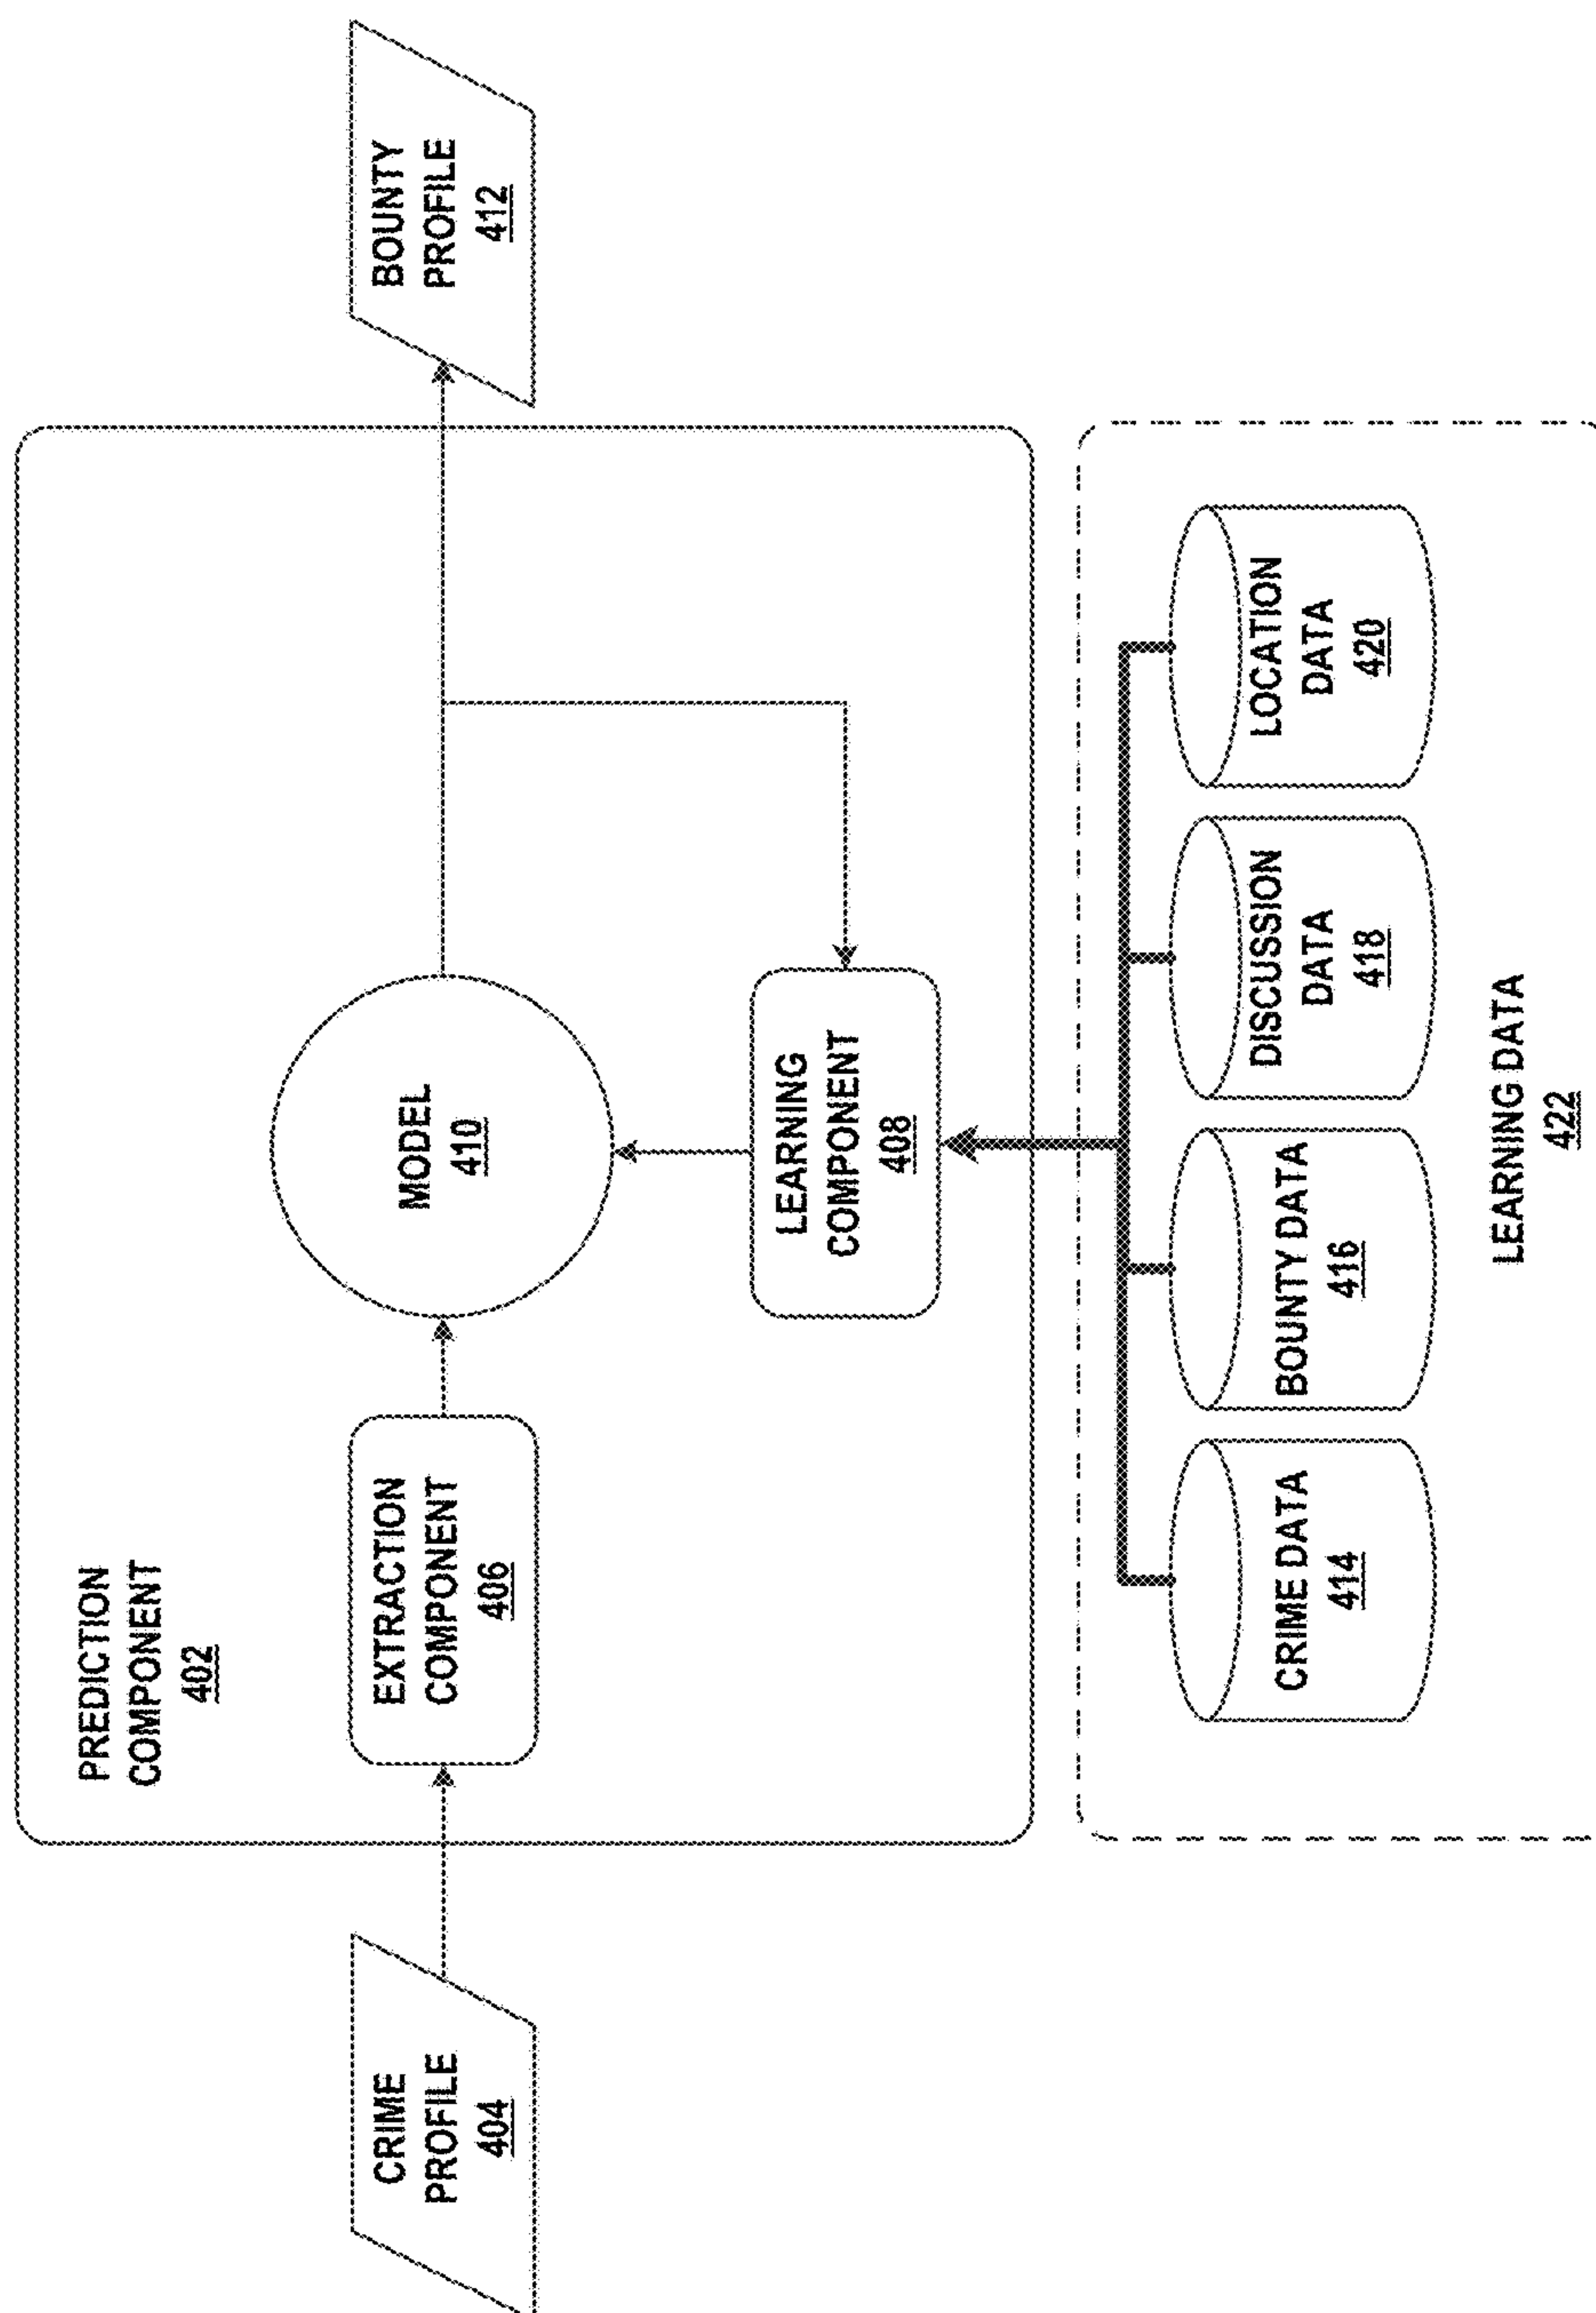 PREDICTION
COMPONENT
402
CRIME
PROFILE
404
EXTRACTION
COMPONENT
406
MODEL
410
BOUNTY
PROFILE
412
LEARNING
COMPONENT
408
CRIME DATA
414
BOUNTY DATA
416
DISCUSSION
DATA
418
LOCATION
DATA
420
LEARNING DATA
422